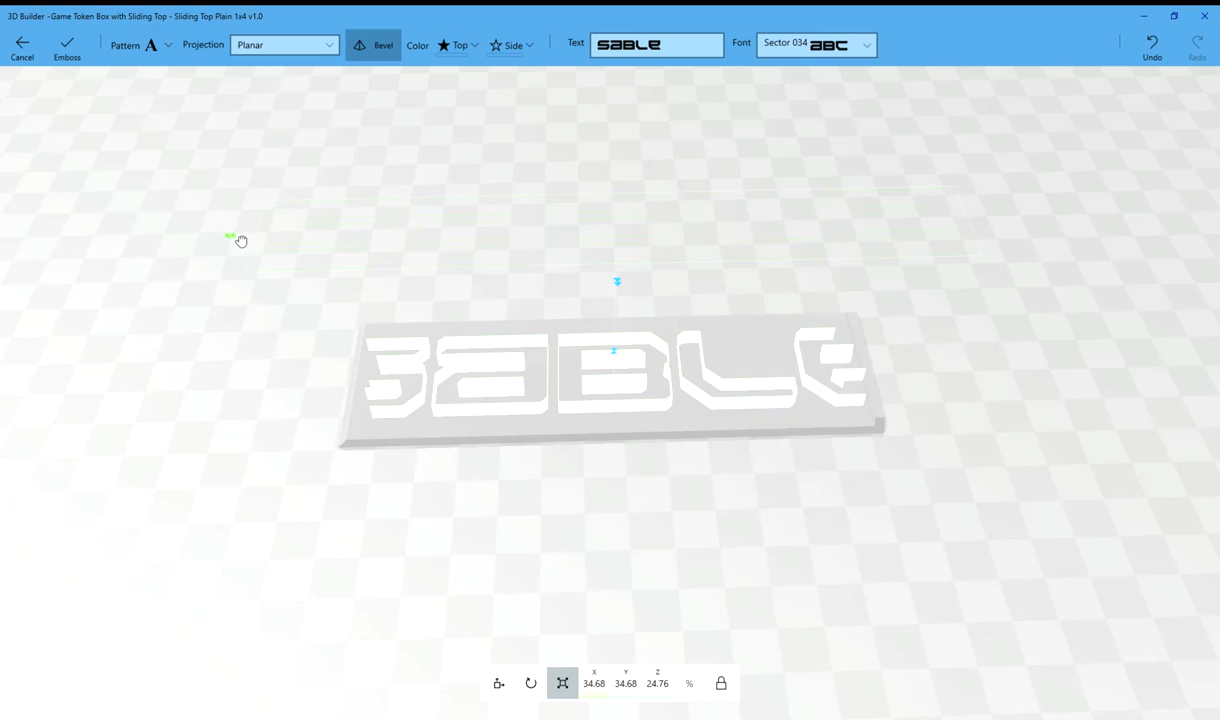 3D Builder -Game Token Box with Sliding Top - Sliding Top Plain 1x4 v1.0
Cancel
Emboss
Pattern A
Projection
Planar
Bevel
Color
Top
Side
Text
SABLE
Font
Sector 034 ABC
Undo
Redo
SABLE
X Y Z
34.68 34.68 24.76 %